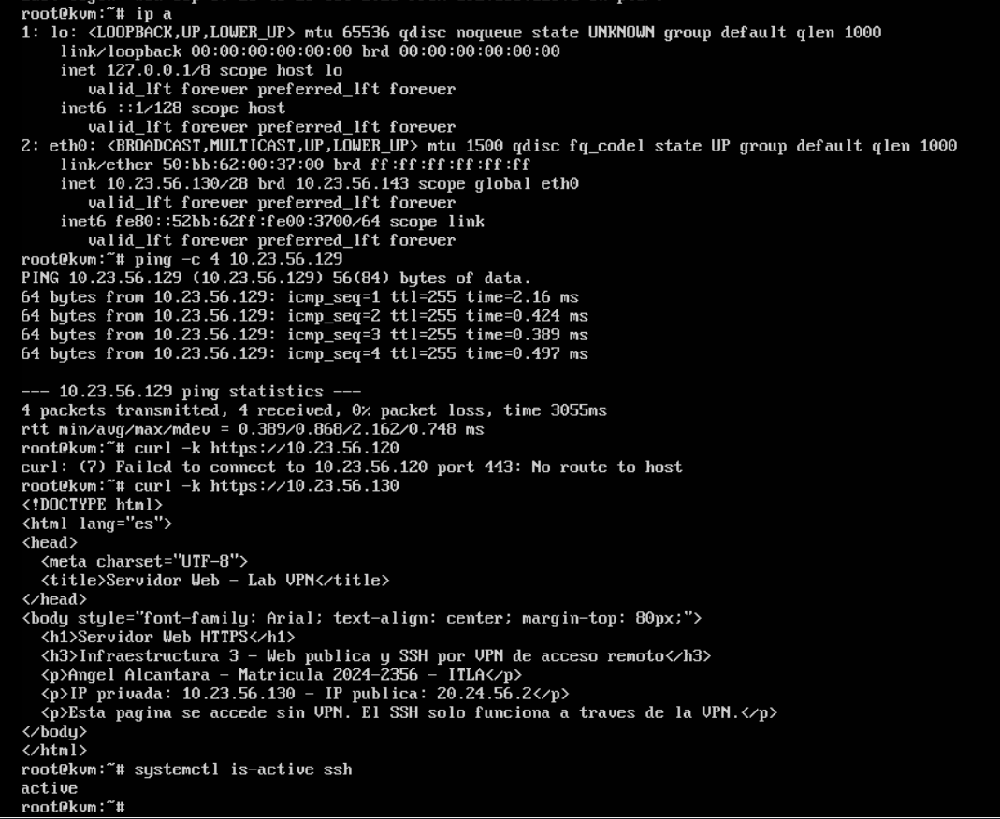 root@kvm:~# ip a
1: lo: <LOOPBACK,UP,LOWER_UP> mtu 65536 qdisc noqueue state UNKNOWN group default qlen 1000
    link/loopback 00:00:00:00:00:00 brd 00:00:00:00:00:00
    inet 127.0.0.1/8 scope host lo
       valid_lft forever preferred_lft forever
    inet6 ::1/128 scope host
       valid_lft forever preferred_lft forever
2: eth0: <BROADCAST,MULTICAST,UP,LOWER_UP> mtu 1500 qdisc fq_codel state UP group default qlen 1000
    link/ether 50:bb:62:00:37:00 brd ff:ff:ff:ff:ff:ff
    inet 10.23.56.130/28 brd 10.23.56.143 scope global eth0
       valid_lft forever preferred_lft forever
    inet6 fe80::52bb:62ff:fe00:3700/64 scope link
       valid_lft forever preferred_lft forever
root@kvm:~# ping -c 4 10.23.56.129
PING 10.23.56.129 (10.23.56.129) 56(84) bytes of data.
64 bytes from 10.23.56.129: icmp_seq=1 ttl=255 time=2.16 ms
64 bytes from 10.23.56.129: icmp_seq=2 ttl=255 time=0.424 ms
64 bytes from 10.23.56.129: icmp_seq=3 ttl=255 time=0.389 ms
64 bytes from 10.23.56.129: icmp_seq=4 ttl=255 time=0.497 ms

--- 10.23.56.129 ping statistics ---
4 packets transmitted, 4 received, 0% packet loss, time 3055ms
rtt min/avg/max/mdev = 0.389/0.868/2.162/0.748 ms
root@kvm:~# curl -k https://10.23.56.120
curl: (7) Failed to connect to 10.23.56.120 port 443: No route to host
root@kvm:~# curl -k https://10.23.56.130
<!DOCTYPE html>
<html lang="es">
<head>
  <meta charset="UTF-8">
  <title>Servidor Web - Lab VPN</title>
</head>
<body style="font-family: Arial; text-align: center; margin-top: 80px;">
  <h1>Servidor Web HTTPS</h1>
  <h3>Infraestructura 3 - Web publica y SSH por VPN de acceso remoto</h3>
  <p>Angel Alcantara - Matricula 2024-2356 - ITLA</p>
  <p>IP privada: 10.23.56.130 - IP publica: 20.24.56.2</p>
  <p>Esta pagina se accede sin VPN. El SSH solo funciona a traves de la VPN.</p>
</body>
</html>
root@kvm:~# systemctl is-active ssh
active
root@kvm:~#